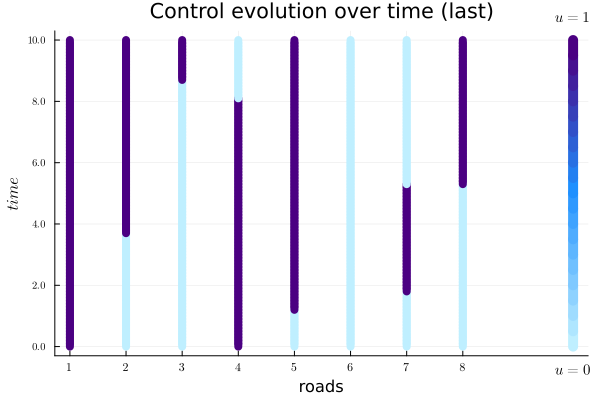 Control evolution over time (last)
u = 1
10.0
8.0
6.0
4.0
2.0
0.0
time
1 2 3 4 5 6 7 8
u = 0
roads